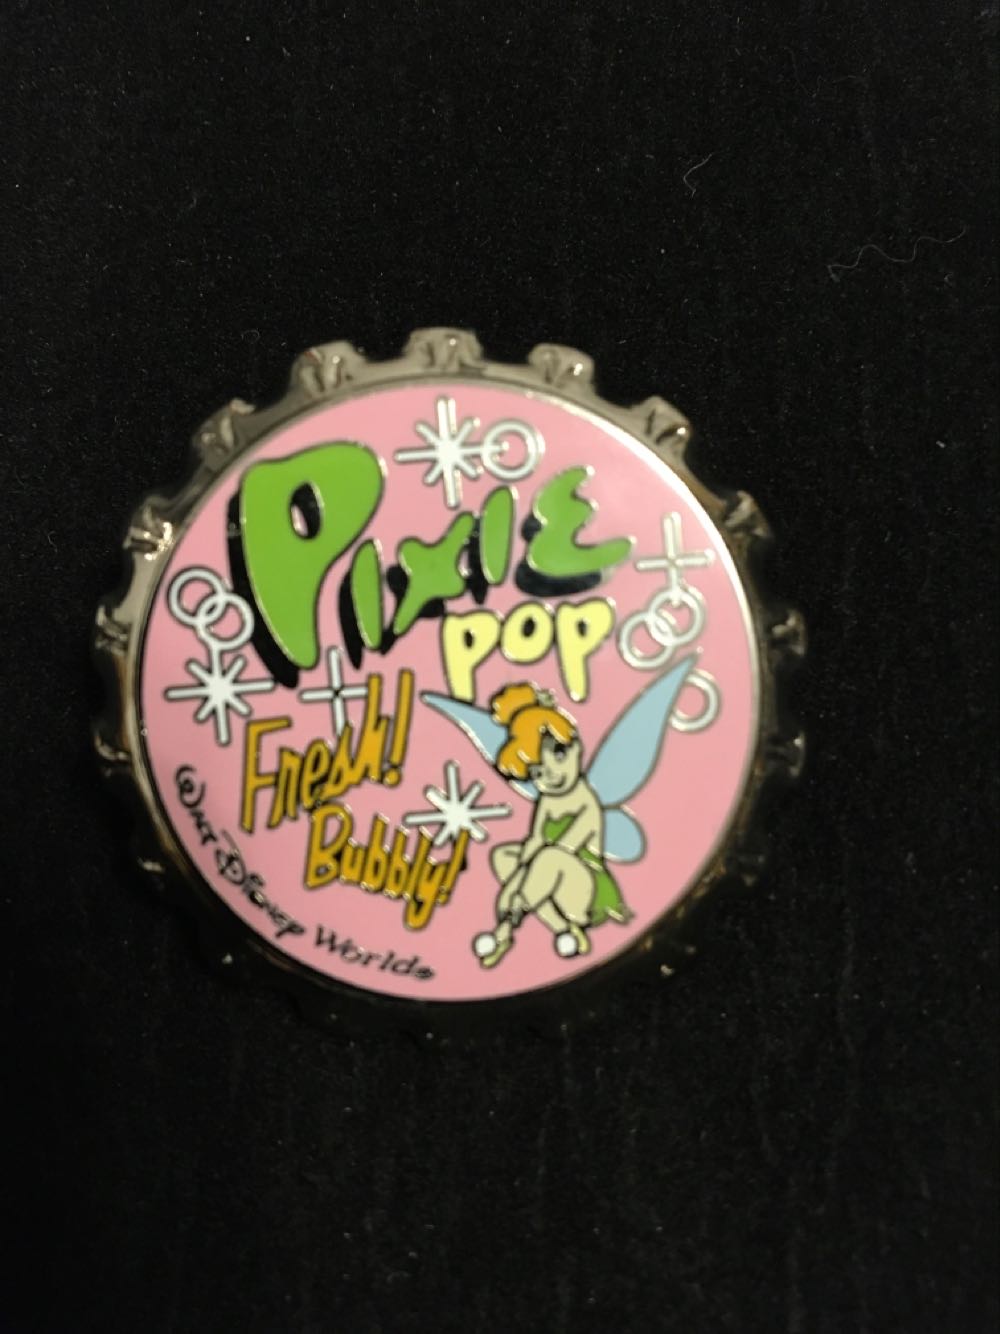 Pixie
Pop
Fresh!
Bubbly!
Walt Disney World®